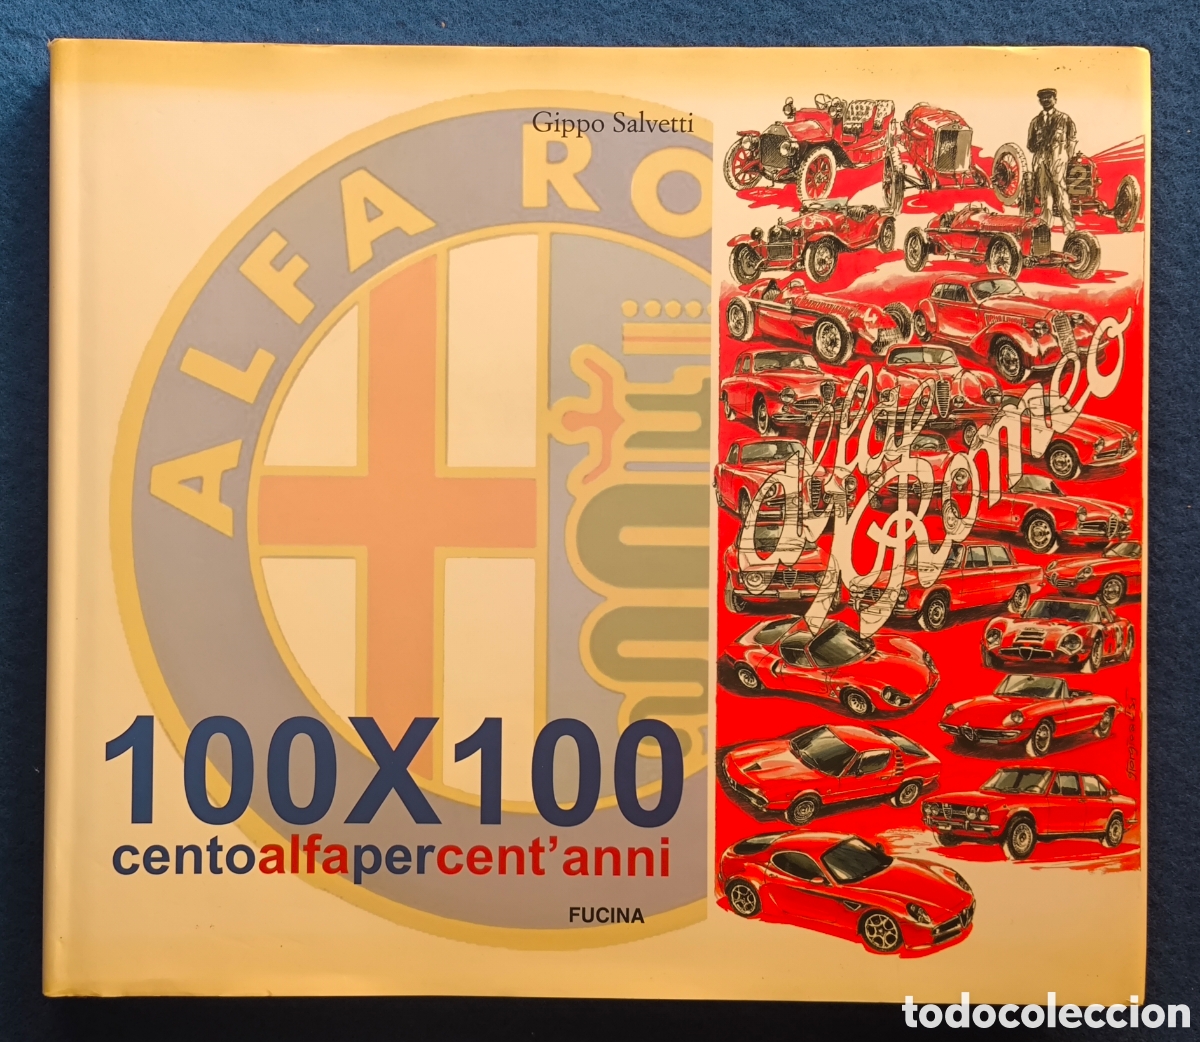 Gippo Salvetti
ALFA RO
alfa Romeo
100X100
centoalfapercent'anni
FUCINA
todocoleccion